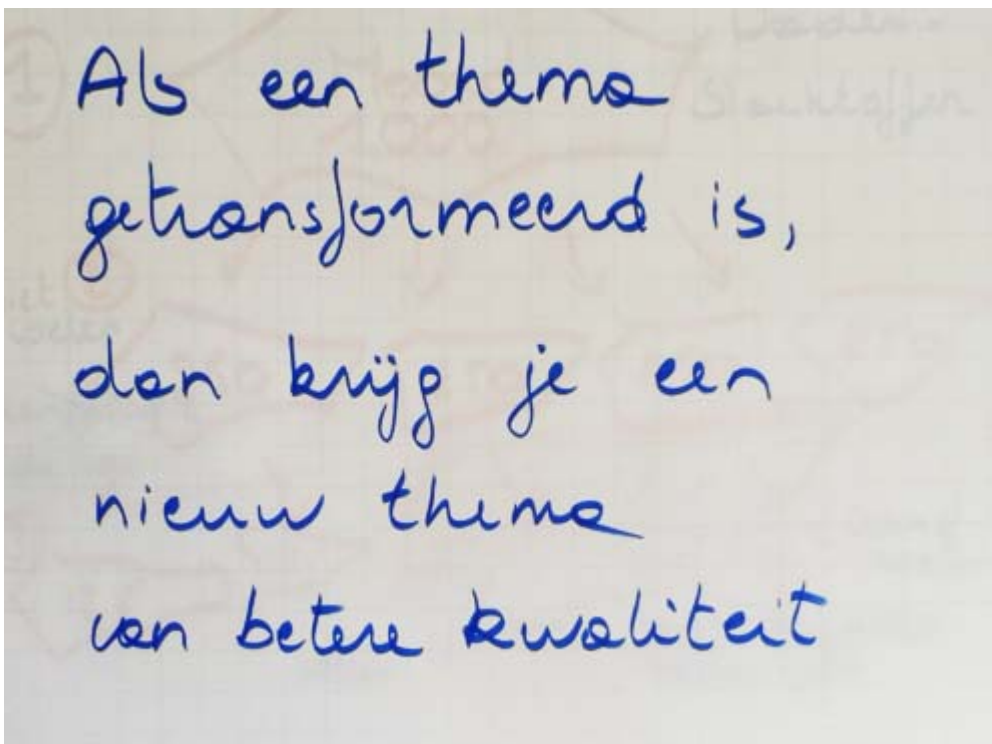 Als een thema
getransformeerd is,
dan krijg je een
nieuw thema
van betere kwaliteit